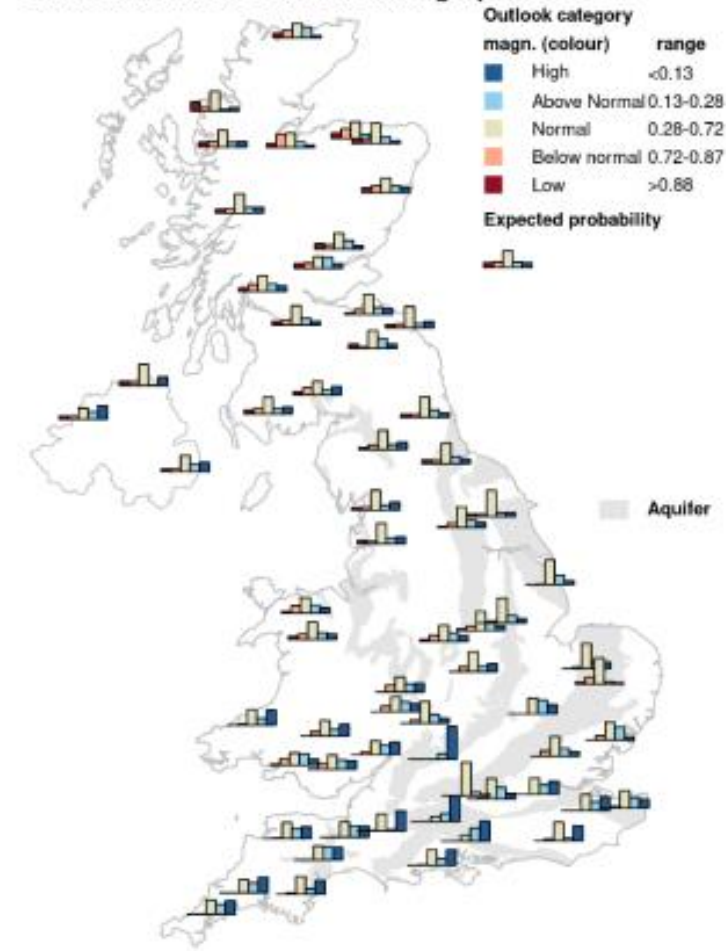 Outlook category
magn. (colour) range
High <0.13
Above Normal 0.13-0.28
Normal 0.28-0.72
Below normal 0.72-0.87
Low >0.88
Expected probability
Aquifer